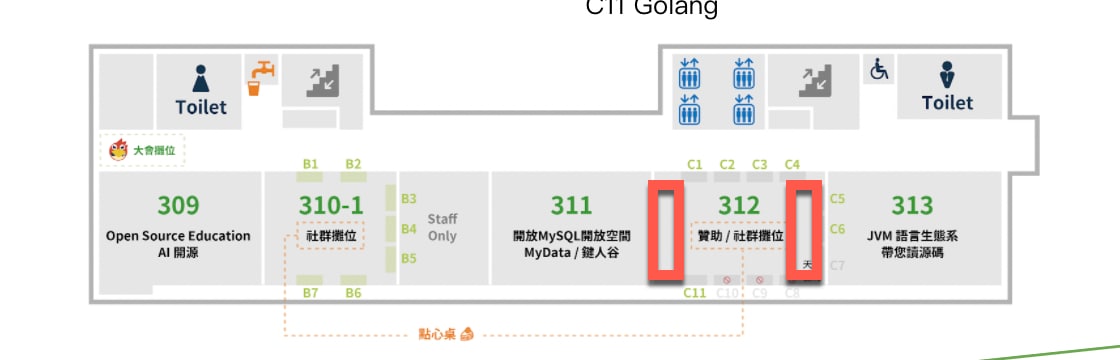 C11 Golang
Toilet
Toilet
大會攤位
B1 B2
C1 C2 C3 C4
309
Open Source Education
AI 開源
310-1
社群攤位
B3
B4
B5
Staff
Only
311
開放MySQL開放空間
MyData / 鍵人谷
312
贊助 / 社群攤位
天
C5
C6
C7
313
JVM 語言生態系
帶您讀源碼
B7 B6
C11 C10 C9 C8
點心桌